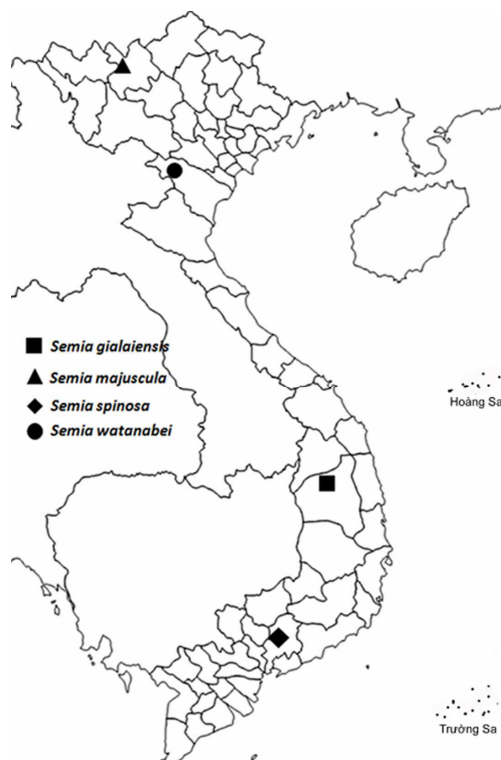 Semia gialaiensis
Semia majuscula
Hoàng Sa
Semia spinosa
Semia watanabei
Trường Sa